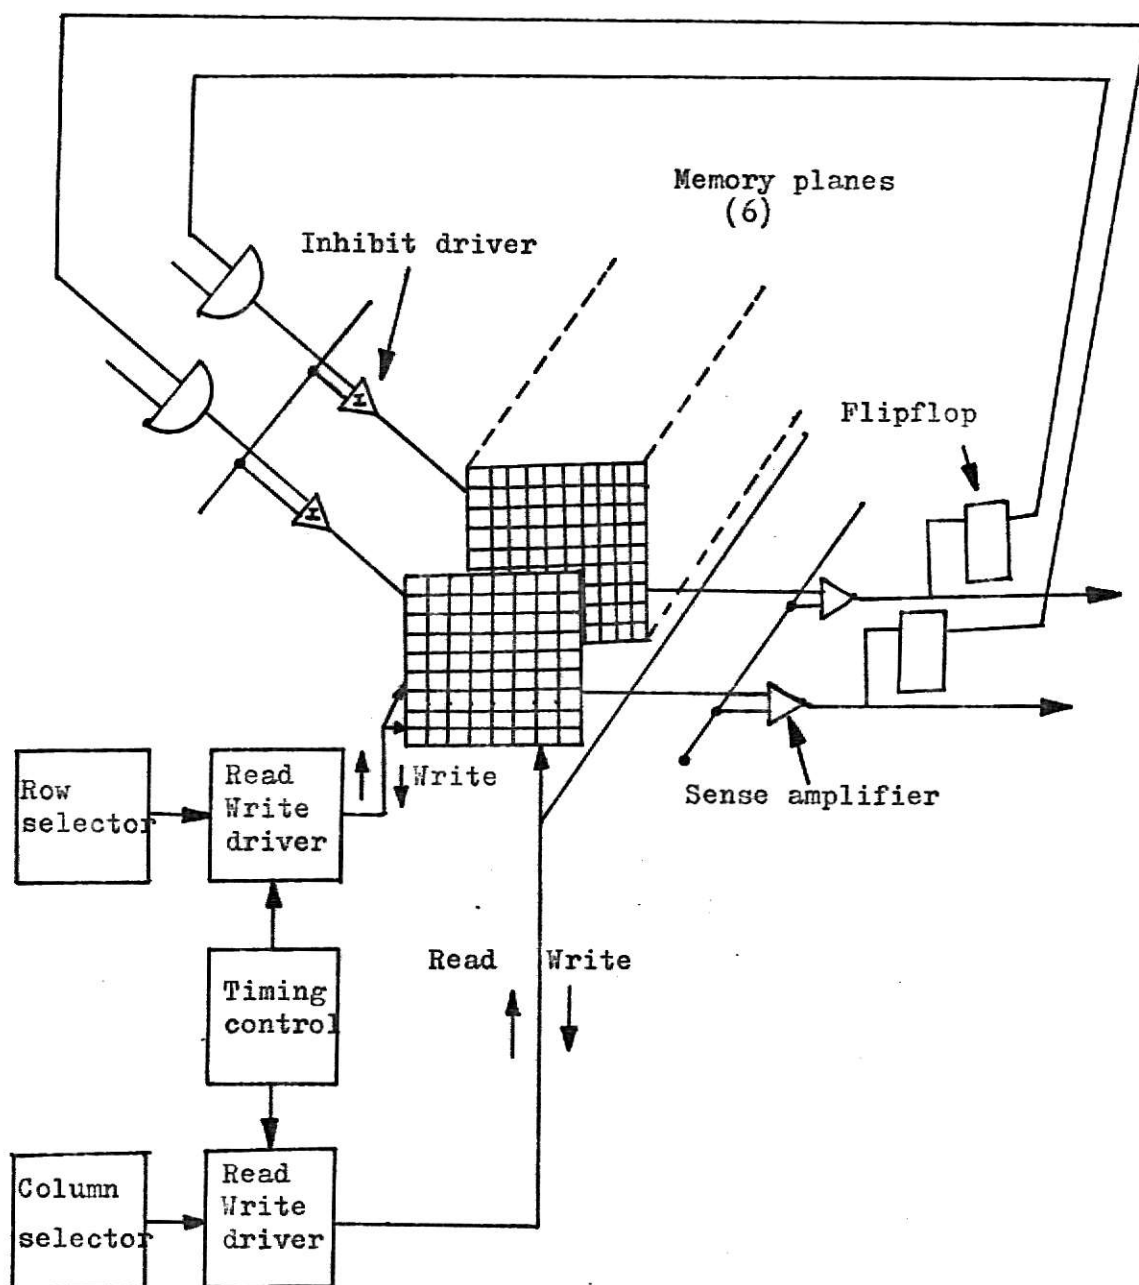 Memory planes
(6)
Inhibit driver
I
I
Flipflop
Sense amplifier
Row
selector
Read
Write
driver
Write
Timing
control
Read Write
Column
selector
Read
Write
driver